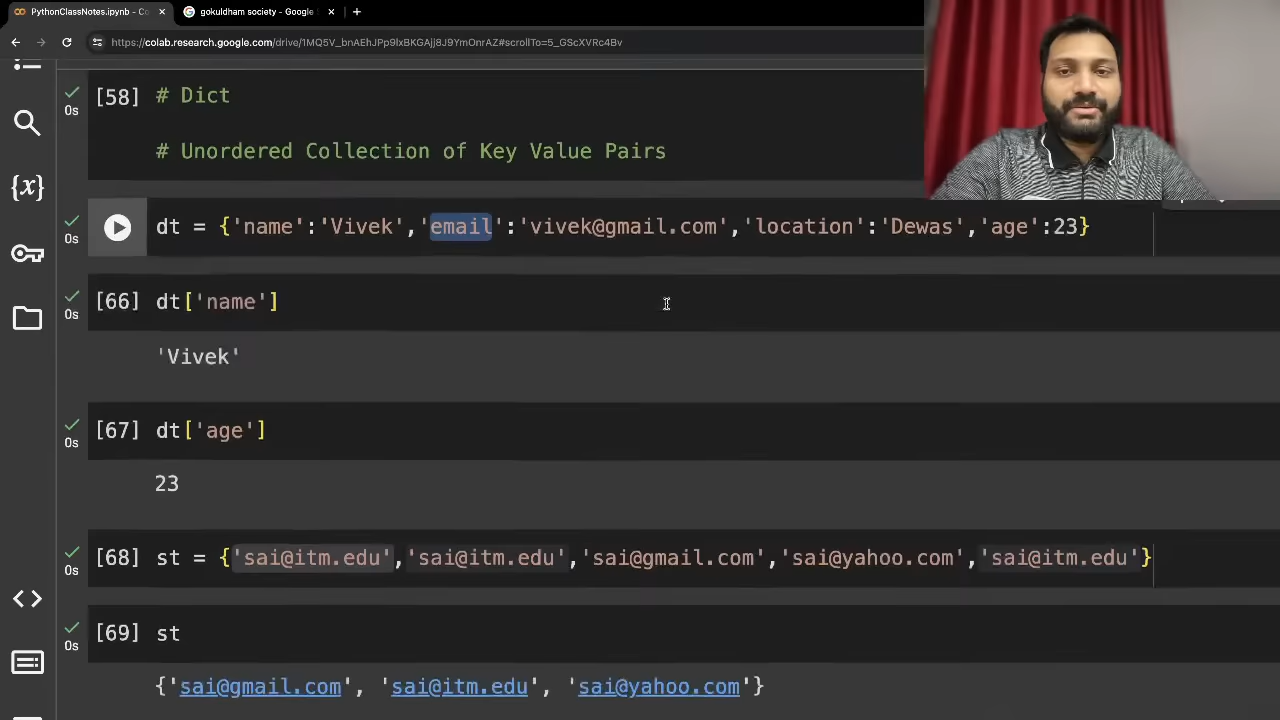 PythonClassNotes.ipynb - Co
gokuldham society - Google S
https://colab.research.google.com/drive/1MQ5V_bnAEhJPp9lxBKGAjj8J9YmOnrAZ#scrollTo=5_GScXVRc4Bv
[58] # Dict
0s
# Unordered Collection of Key Value Pairs
dt = {'name':'Vivek','email':'vivek@gmail.com','location':'Dewas','age':23}
0s
[66] dt['name']
0s
'Vivek'
[67] dt['age']
0s
23
[68] st = {'sai@itm.edu','sai@itm.edu','sai@gmail.com','sai@yahoo.com','sai@itm.edu'}
0s
[69] st
0s
{'sai@gmail.com', 'sai@itm.edu', 'sai@yahoo.com'}
{x}